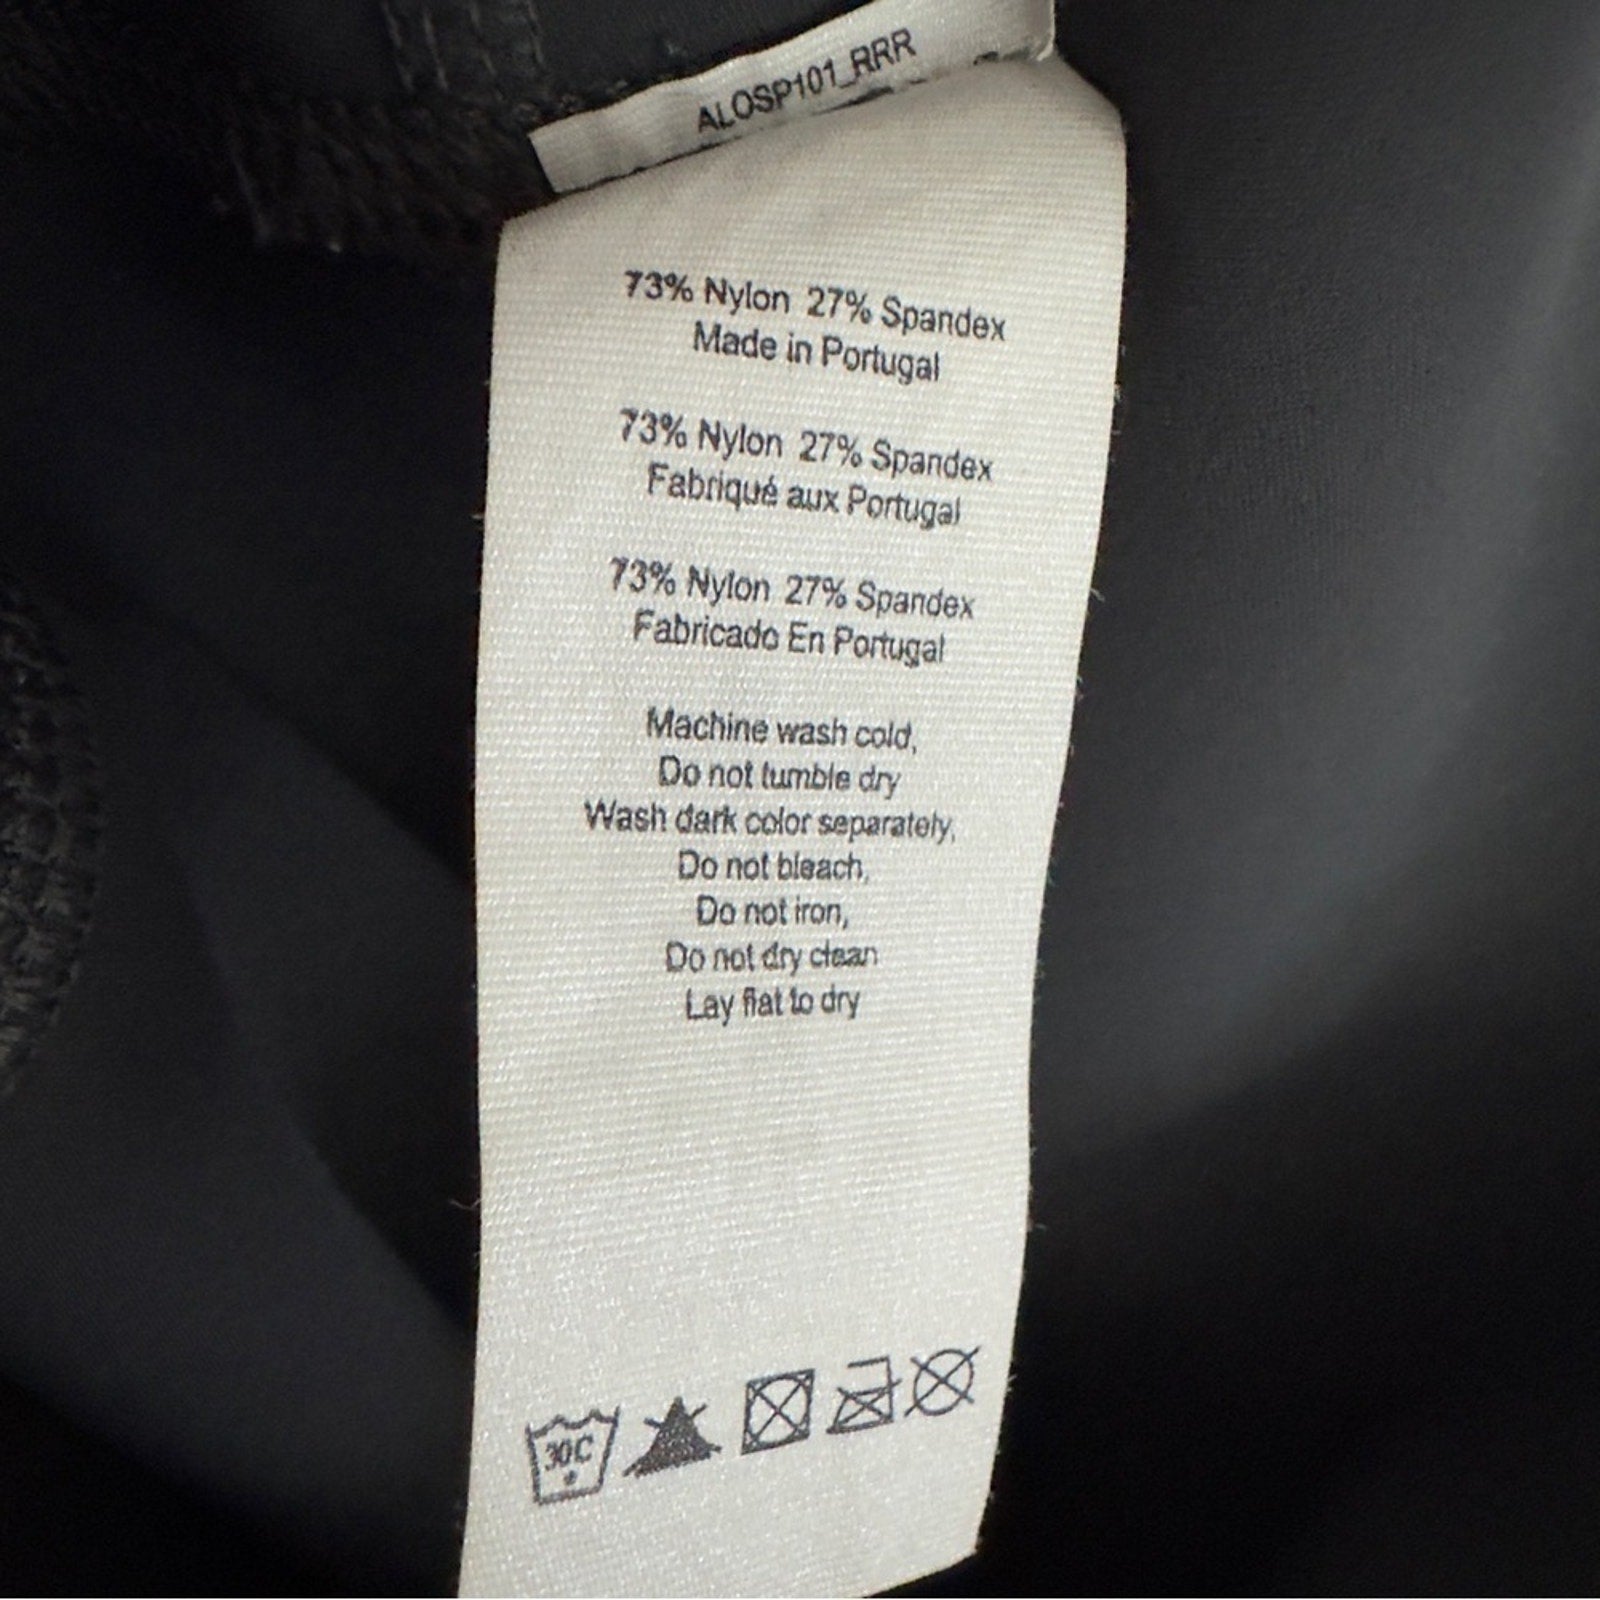 ALOSP101_RRR
73% Nylon 27% Spandex
Made in Portugal
73% Nylon 27% Spandex
Fabriqué aux Portugal
73% Nylon 27% Spandex
Fabricado En Portugal
Machine wash cold,
Do not tumble dry
Wash dark color separately,
Do not bleach,
Do not iron,
Do not dry clean
Lay flat to dry
30C